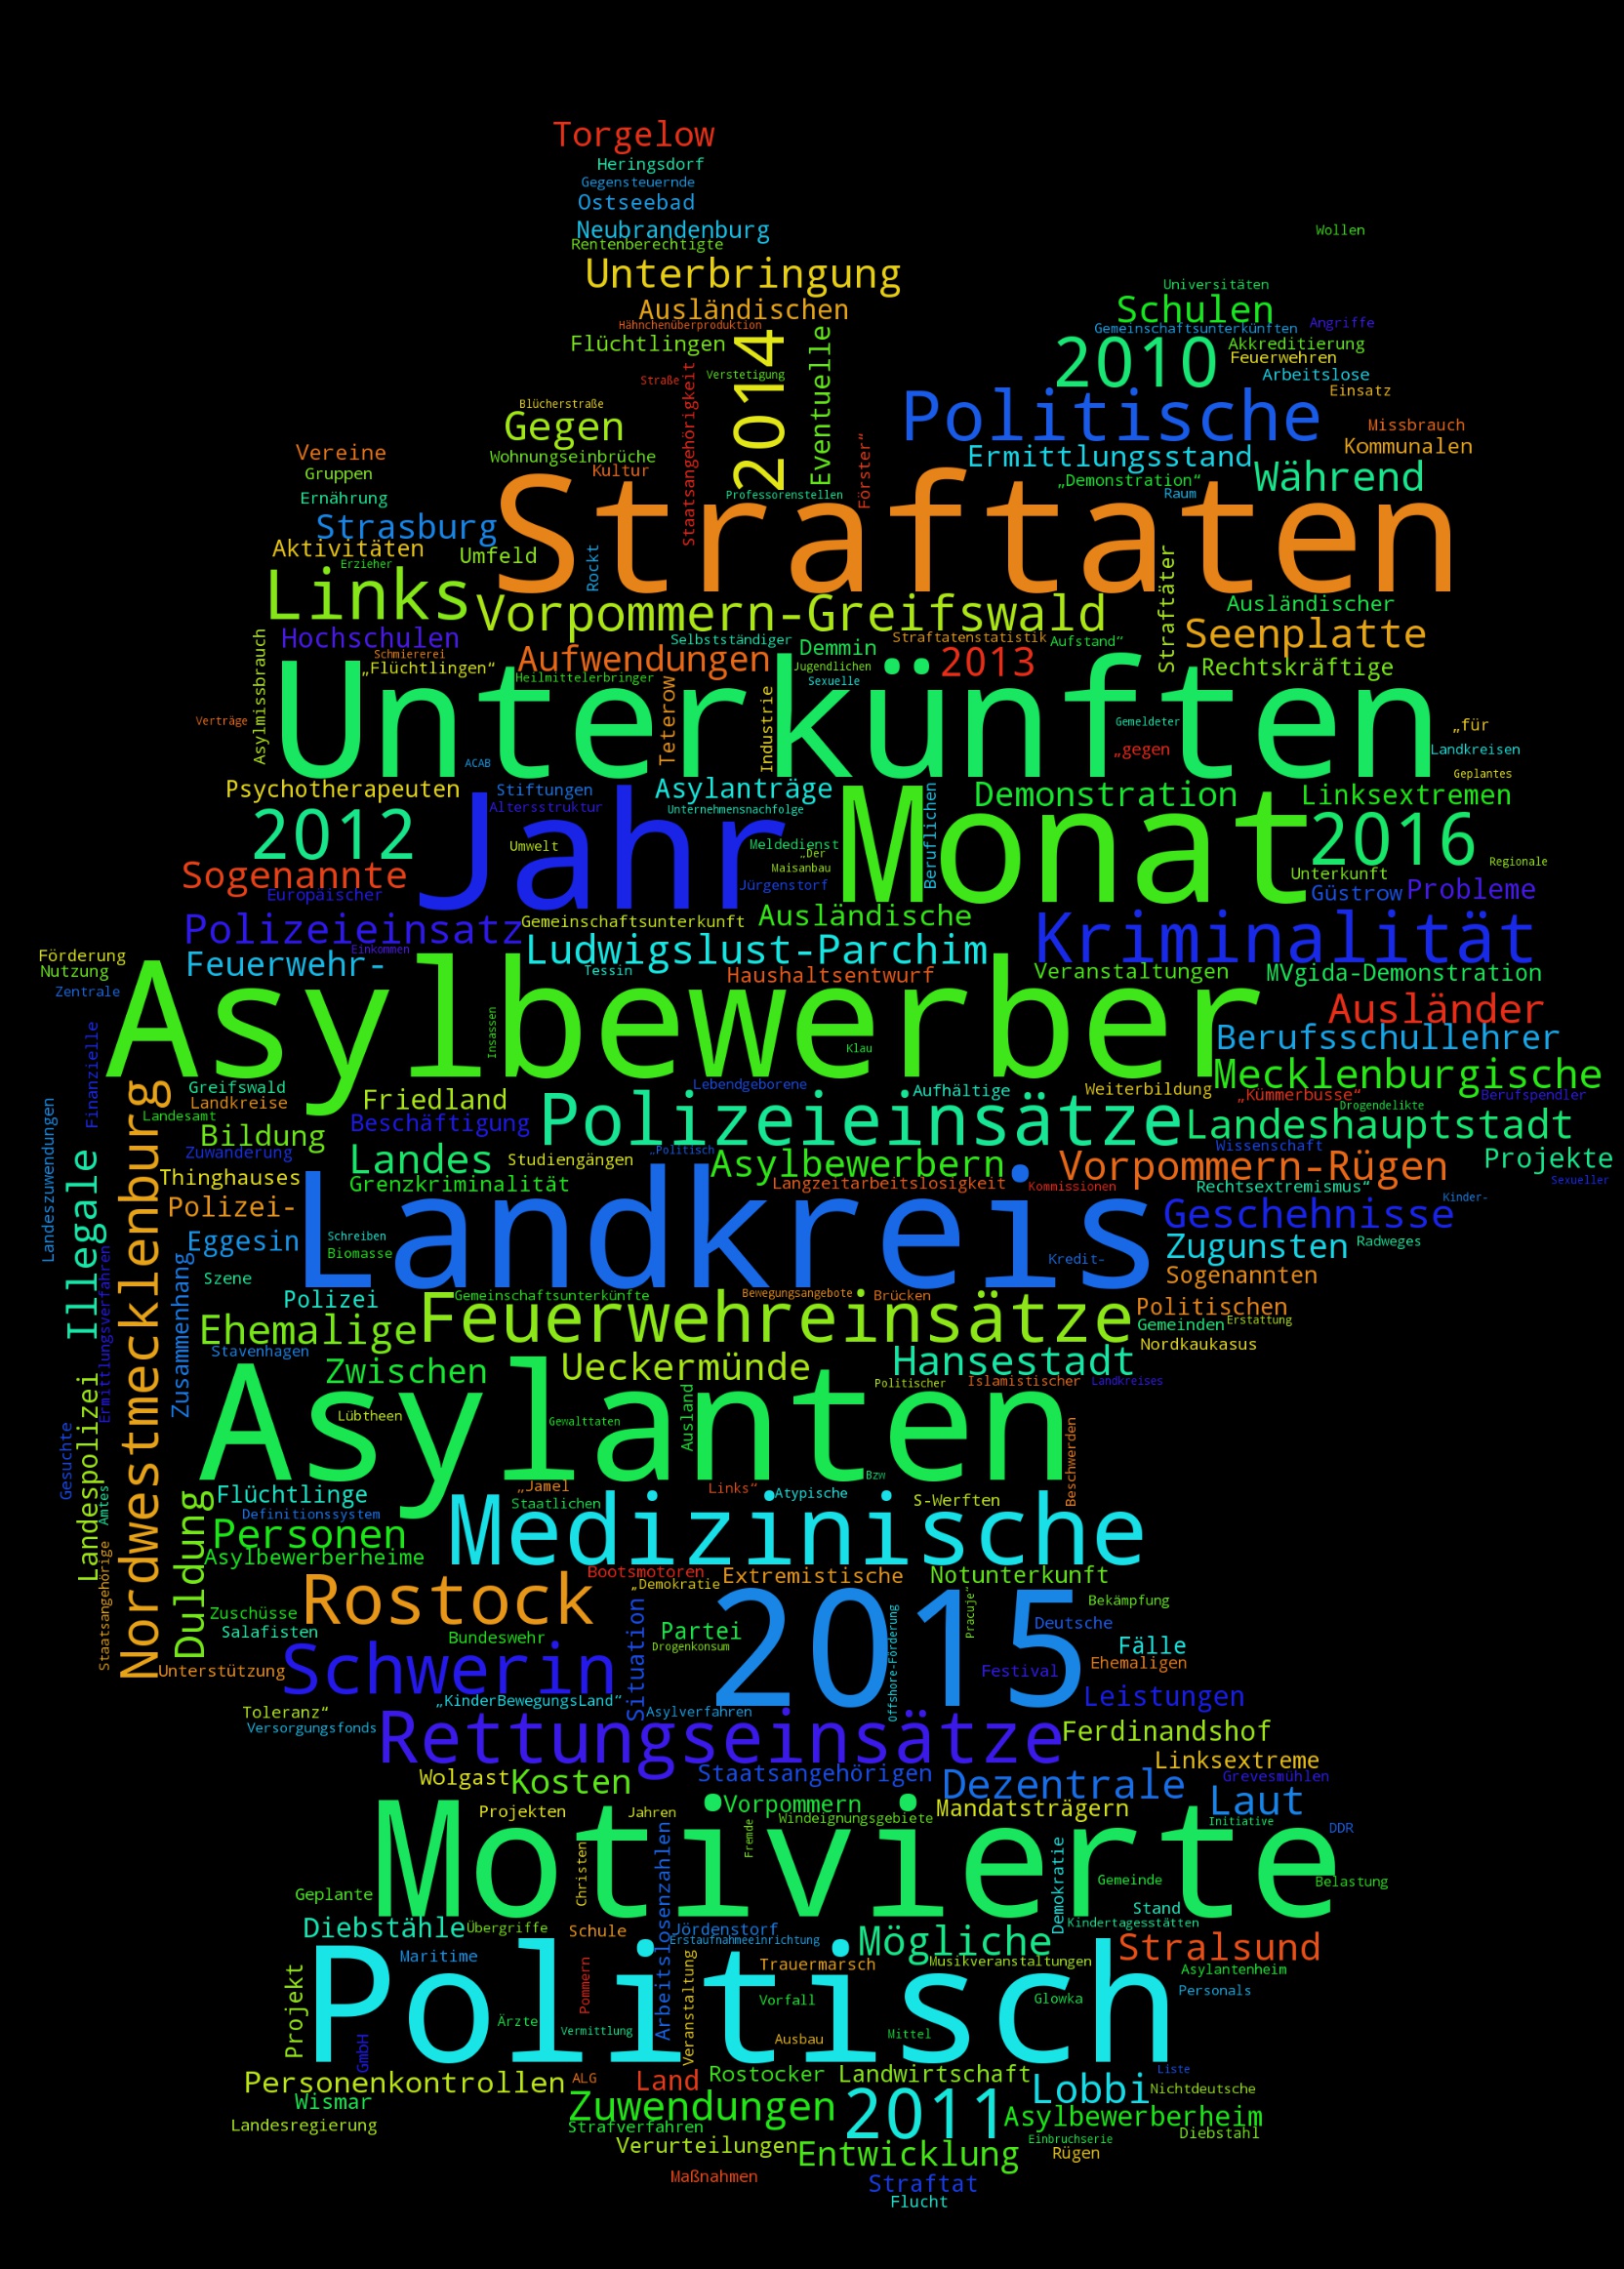 Torgelow
Heringsdorf
Gegensteuernde
Ostseebad
Neubrandenburg
Wollen
Rentenberechtigte
Unterbringung
Universitäten
Ausländischen
Schulen
Hähnchenüberproduktion
Gemeinschaftsunterkünften
Angriffe
Flüchtlingen
2014
Eventuelle
2010
Akkreditierung
Feuerwehren
Straße
Verstetigung
Staatsangehörigkeit
Arbeitslose
Einsatz
Blücherstraße
Gegen
Politische
Missbrauch
Vereine
Wohnungseinbrüche
Förster“
Ermittlungsstand
Kommunalen
Gruppen
Kultur
Während
Ernährung
Professorenstellen
„Demonstration“
Raum
Straftaten
Strasburg
Aktivitäten
Umfeld
Rockt
Erzieher
Straftäter
Links
Vorpommern-Greifswald
Ausländischer
Hochschulen
Selbstständiger
Straftatenstatistik
Aufstand“
Seenplatte
Asylmissbrauch
Schmiererei
„Flüchtlingen“
Aufwendungen
Demmin
Jugendlichen
2013
Rechtskräftige
Heilmittelerbringer
Sexuelle
Unterkünften
Teterow
Industrie
Verträge
Gemeldeter
„für
ACAB
„gegen
Landkreisen
Geplantes
Psychotherapeuten
Stiftungen
Asylanträge
Beruflichen
Demonstration
Linksextremen
Altersstruktur
Unternehmensnachfolge
2012
Jahr
Monat
2016
Umwelt
Meldedienst
„Der
Maisanbau
Regionale
Sogenannte
Unterkunft
Europäischer
Jürgenstorf
Güstrow
Probleme
Polizeieinsatz
Gemeinschaftsunterkunft
Ausländische
Kriminalität
Einkommen
Förderung
Feuerwehr-
Ludwigslust-Parchim
Nutzung
Tessin
Haushaltsentwurf
Veranstaltungen
MVgida-Demonstration
Zentrale
Asylbewerber
Insassen
Ausländer
Finanzielle
Klau
Berufsschullehrer
Mecklenburgische
Greifswald
Lebendgeborene
Aufhältige
Weiterbildung
„Kümmerbusse“
Berufspendler
Landkreise
Friedland
Drogendelikte
Landesamt
Beschäftigung
Polizeieinsätze
Landeshauptstadt
Landeszuwendungen
Nordwestmecklenburg
Bildung
Zuwanderung
„Politisch
Wissenschaft
Illegale
Landes
Studiengängen
Asylbewerbern
Vorpommern-Rügen
Projekte
Thinghauses
Grenzkriminalität
Langzeitarbeitslosigkeit
Kommissionen
Rechtsextremismus“
Sexueller
Kinder-
Polizei-
Landkreis
Geschehnisse
Eggesin
Schreiben
Biomasse
Kredit-
Zugunsten
Radweges
Ermittlungsverfahren
Zusammenhang
Szene
Sogenannten
Polizei
Gemeinschaftsunterkünfte
Bewegungsangebote
Brücken
Politischen
Ehemalige
Feuerwehreinsätze
Gemeinden
Erstattung
Stavenhagen
Nordkaukasus
Zwischen
Ueckermünde
Hansestadt
Landespolizei
Politischer
Islamistischer
Landkreises
Asylanten
Lübtheen
Gewalttaten
Ausland
Gesuchte
Beschwerden
Bzw
Amtes
Flüchtlinge
„Jamel
Links“
Atypische
Definitionssystem
Staatlichen
S-Werften
Duldung
Personen
Medizinische
Asylbewerberheime
Staatsangehörige
Bootsmotoren
Extremistische
Notunterkunft
Rostock
„Demokratie
2015
Pracuje“
Bekämpfung
Zuschüsse
Situation
Partei
Offshore-Förderung
Deutsche
Salafisten
Bundeswehr
Drogenkonsum
Fälle
Unterstützung
Schwerin
Festival
Ehemaligen
„KinderBewegungsLand“
Leistungen
Toleranz“
Asylverfahren
Versorgungsfonds
Rettungseinsätze
Ferdinandshof
Linksextreme
Wolgast
Kosten
Staatsangehörigen
Dezentrale
Grevesmühlen
Projekten
Jahren
Vorpommern
Mandatsträgern
Laut
Windeignungsgebiete
Initiative
DDR
Motivierte
Fremde
Christen
Arbeitslosenzahlen
Demokratie
Gemeinde
Belastung
Geplante
Stand
Diebstähle
Übergriffe
Schule
Jördenstorf
Kindertagesstätten
Erstaufnahmeeinrichtung
Mögliche
Stralsund
Maritime
Politisch
Trauermarsch
Musikveranstaltungen
Asylantenheim
Projekt
Pommern
Veranstaltung
Vorfall
Glowka
Personals
Ärzte
Vermittlung
Ausbau
Mittel
GmbH
Personenkontrollen
ALG
Land
Rostocker
Landwirtschaft
Liste
Lobbi
Nichtdeutsche
Wismar
Zuwendungen
2011
Asylbewerberheim
Landesregierung
Strafverfahren
Diebstahl
Verurteilungen
Entwicklung
Einbruchserie
Rügen
Maßnahmen
Straftat
Flucht